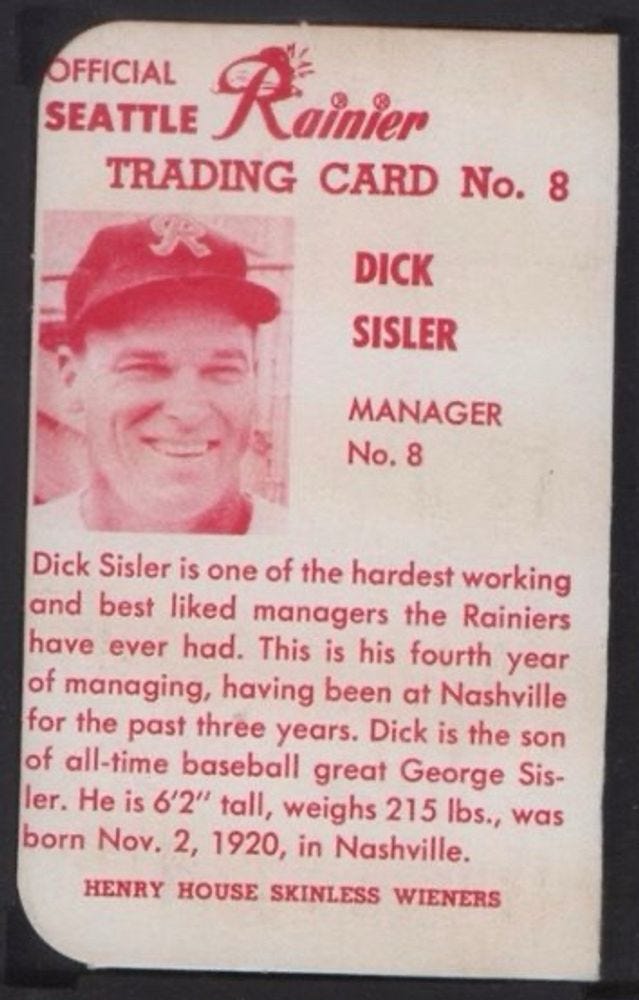 OFFICIAL
SEATTLE Rainier
TRADING CARD No. 8
R
DICK
SISLER
MANAGER
No. 8
Dick Sisler is one of the hardest working
and best liked managers the Rainiers
have ever had. This is his fourth year
of managing, having been at Nashville
for the past three years. Dick is the son
of all-time baseball great George Sis-
ler. He is 6'2" tall, weighs 215 lbs., was
born Nov. 2, 1920, in Nashville.
HENRY HOUSE SKINLESS WIENERS